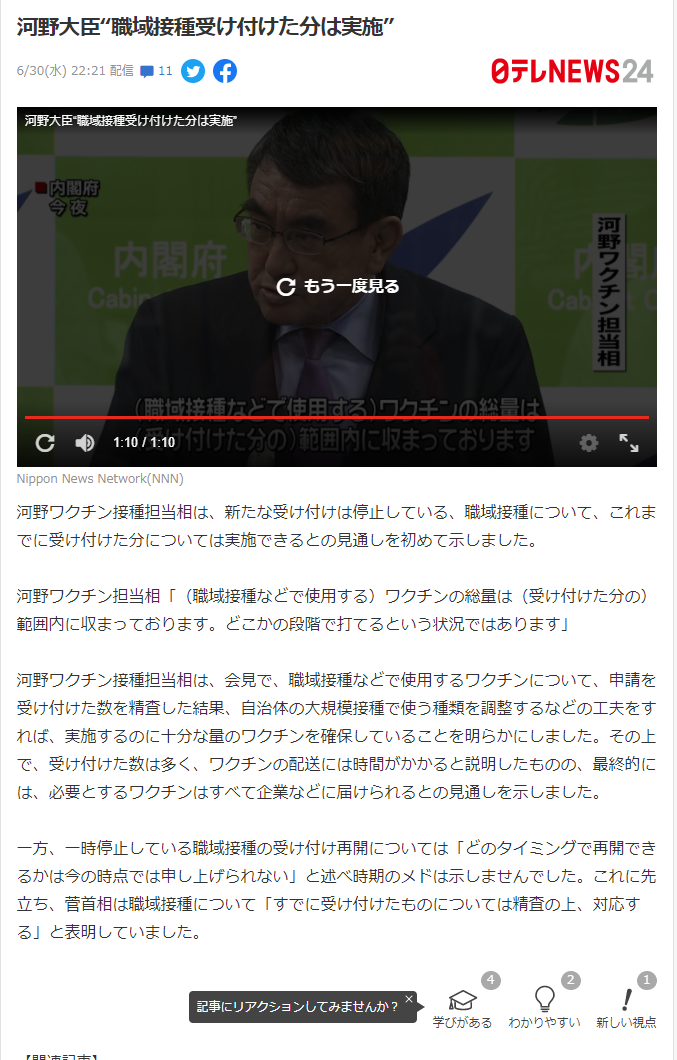 河野大臣“職域接種受け付けた分は実施”
6/30(水) 22:21 配信 11
日テレNEWS24
河野大臣“職域接種受け付けた分は実施”
内閣府
今夜
内閣府
Cabin
内閣府
Cab
河野ワクチン担当相
もう一度見る
(職域接種などで使用する)ワクチンの総量は
(受け付けた分の)範囲内に収まっております
1:10 / 1:10
Nippon News Network(NNN)
河野ワクチン接種担当相は、新たな受け付けは停止している、職域接種について、これま
でに受け付けた分については実施できるとの見通しを初めて示しました。
河野ワクチン担当相「（職域接種などで使用する）ワクチンの総量は（受け付けた分の）
範囲内に収まっております。どこかの段階で打てるという状況ではあります」
河野ワクチン接種担当相は、会見で、職域接種などで使用するワクチンについて、申請を
受け付けた数を精査した結果、自治体の大規模接種で使う種類を調整するなどの工夫をす
れば、実施するのに十分な量のワクチンを確保していることを明らかにしました。その上
で、受け付けた数は多く、ワクチンの配送には時間がかかると説明したものの、最終的に
は、必要とするワクチンはすべて企業などに届けられるとの見通しを示しました。
一方、一時停止している職域接種の受け付け再開については「どのタイミングで再開でき
るかは今の時点では申し上げられない」と述べ時期のメドは示しませんでした。これに先
立ち、菅首相は職域接種について「すでに受け付けたものについては精査の上、対応す
る」と表明していました。
記事にリアクションしてみませんか？
4 2 1
学びがある わかりやすい 新しい視点
【関連記事】